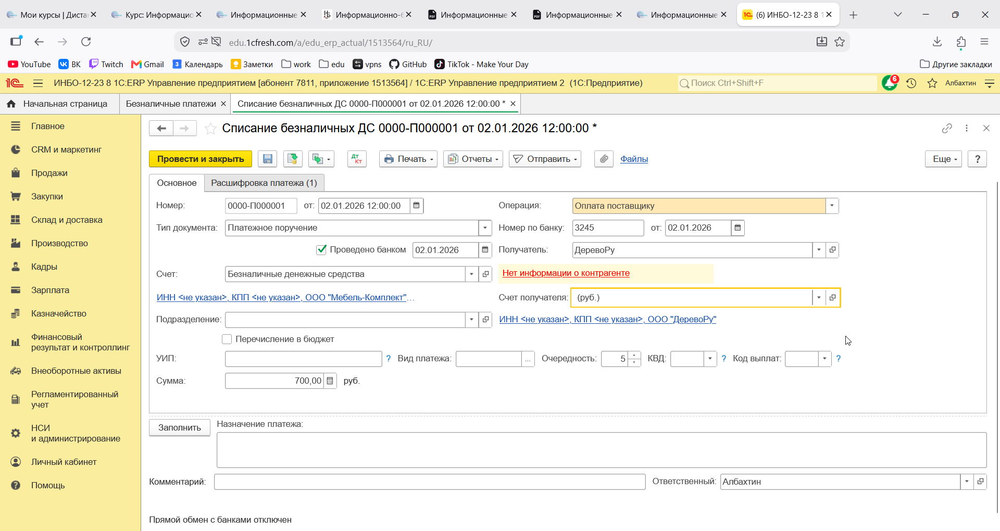 Мои курсы | Диста
Курс: Информацио
Информационные
Информационно-б
Информационные
Информационные
Информационные
(6) ИНБО-12-23 8 1
edu.1cfresh.com/a/edu_erp_actual/1513564/ru_RU/
YouTube
ВК
Twitch
Gmail
Календарь
Заметки
work
edu
vpns
GitHub
TikTok - Make Your Day
Другие закладки
ИНБО-12-23 8 1С:ERP Управление предприятием [абонент 7811, приложение 1513564] / 1С:ERP Управление предприятием 2 (1С:Предприятие)
Поиск Ctrl+Shift+F
6
Албахтин
Начальная страница
Безналичные платежи
Списание безналичных ДС 0000-П000001 от 02.01.2026 12:00:00 *
Главное
CRM и маркетинг
Продажи
Закупки
Склад и доставка
Производство
Кадры
Зарплата
Казначейство
Финансовый
результат и контроллинг
Внеоборотные активы
Регламентированный
учет
НСИ
и администрирование
Личный кабинет
Помощь
Списание безналичных ДС 0000-П000001 от 02.01.2026 12:00:00 *
Провести и закрыть
Дт
Кт
Печать
Отчеты
Отправить
Файлы
Еще
?
Основное
Расшифровка платежа (1)
Номер: 0000-П000001 от: 02.01.2026 12:00:00
Операция: Оплата поставщику
Тип документа: Платежное поручение
Номер по банку: 3245 от: 02.01.2026
Проведено банком 02.01.2026
Получатель: ДеревоРу
Счет: Безналичные денежные средства
Нет информации о контрагенте
ИНН <не указан>, КПП <не указан>, ООО "Мебель-Комплект"…
Счет получателя: (руб.)
Подразделение:
ИНН <не указан>, КПП <не указан>, ООО "ДеревоРу"
Перечисление в бюджет
УИП: ? Вид платежа: ... Очередность: 5 КВД: ? Код выплат: ?
Сумма: 700,00 руб.
Заполнить
Назначение платежа:
Комментарий:
Ответственный: Албахтин
Прямой обмен с банками отключен